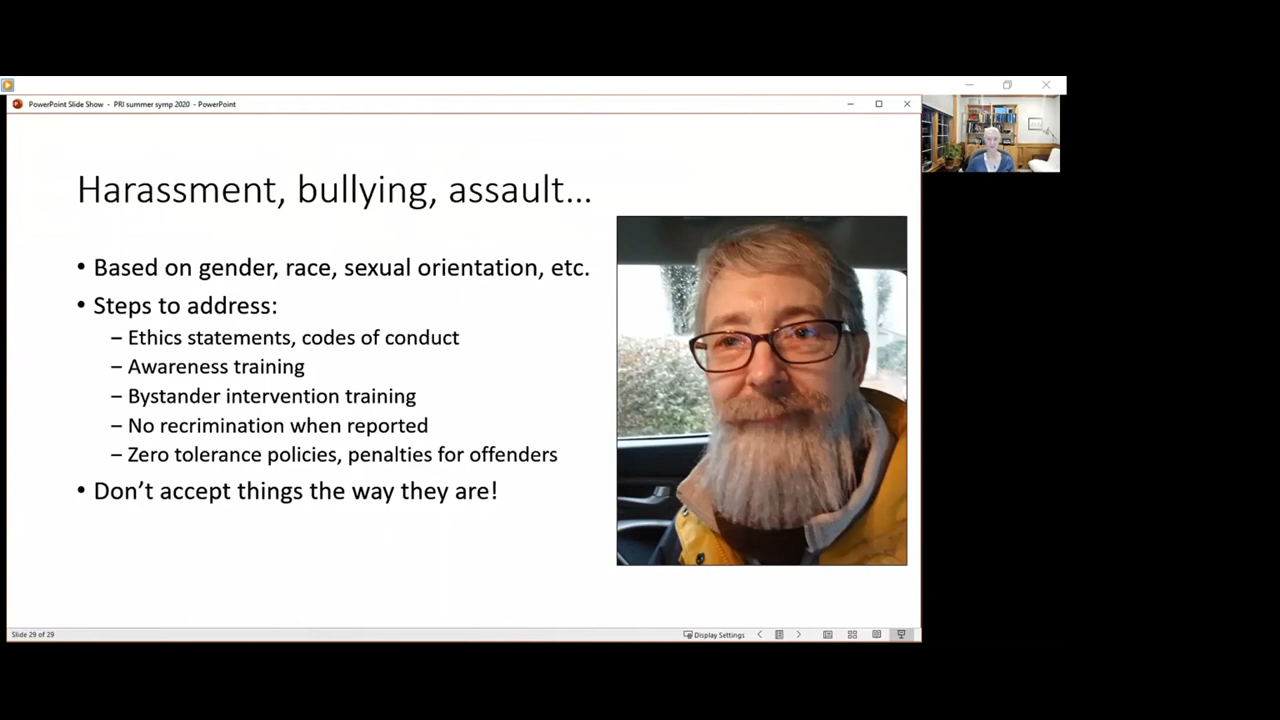 PowerPoint Slide Show - PRI summer symp 2020 - PowerPoint
Harassment, bullying, assault...
• Based on gender, race, sexual orientation, etc.
• Steps to address:
– Ethics statements, codes of conduct
– Awareness training
– Bystander intervention training
– No recrimination when reported
– Zero tolerance policies, penalties for offenders
• Don't accept things the way they are!
Slide 29 of 29
Display Settings